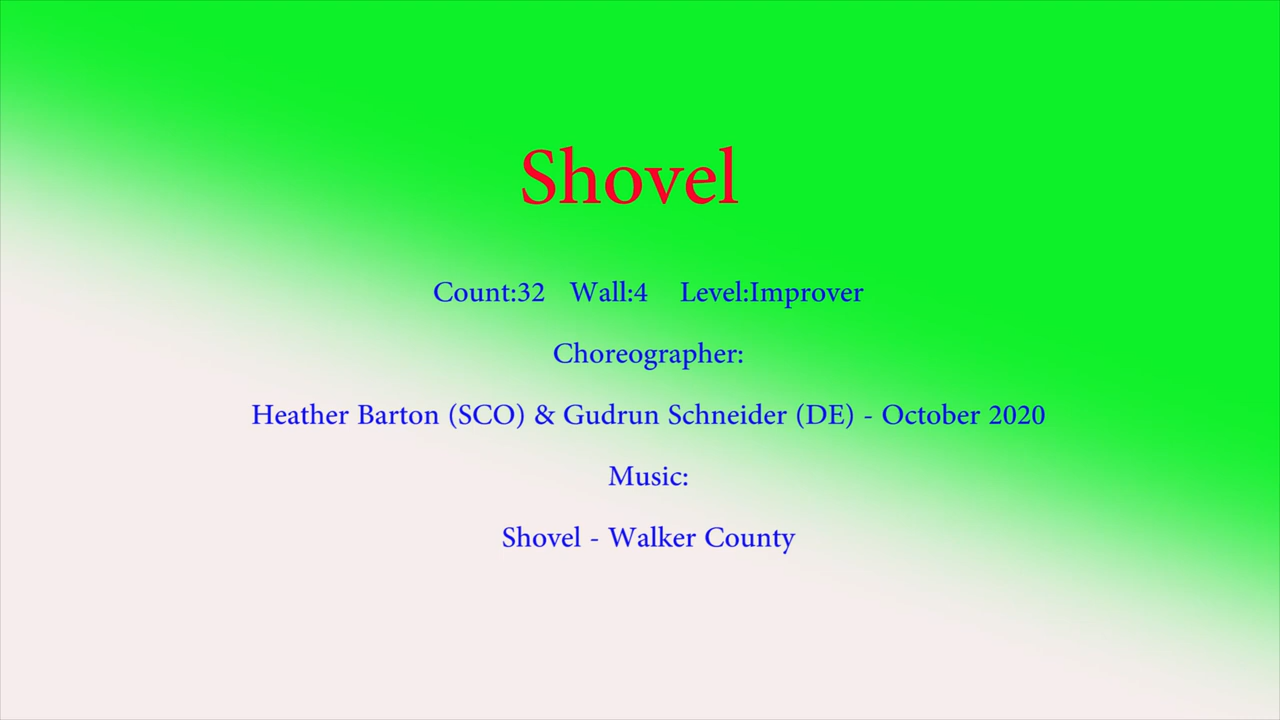 Shovel
Count:32 Wall:4 Level:Improver
Choreographer:
Heather Barton (SCO) & Gudrun Schneider (DE) - October 2020
Music:
Shovel - Walker County